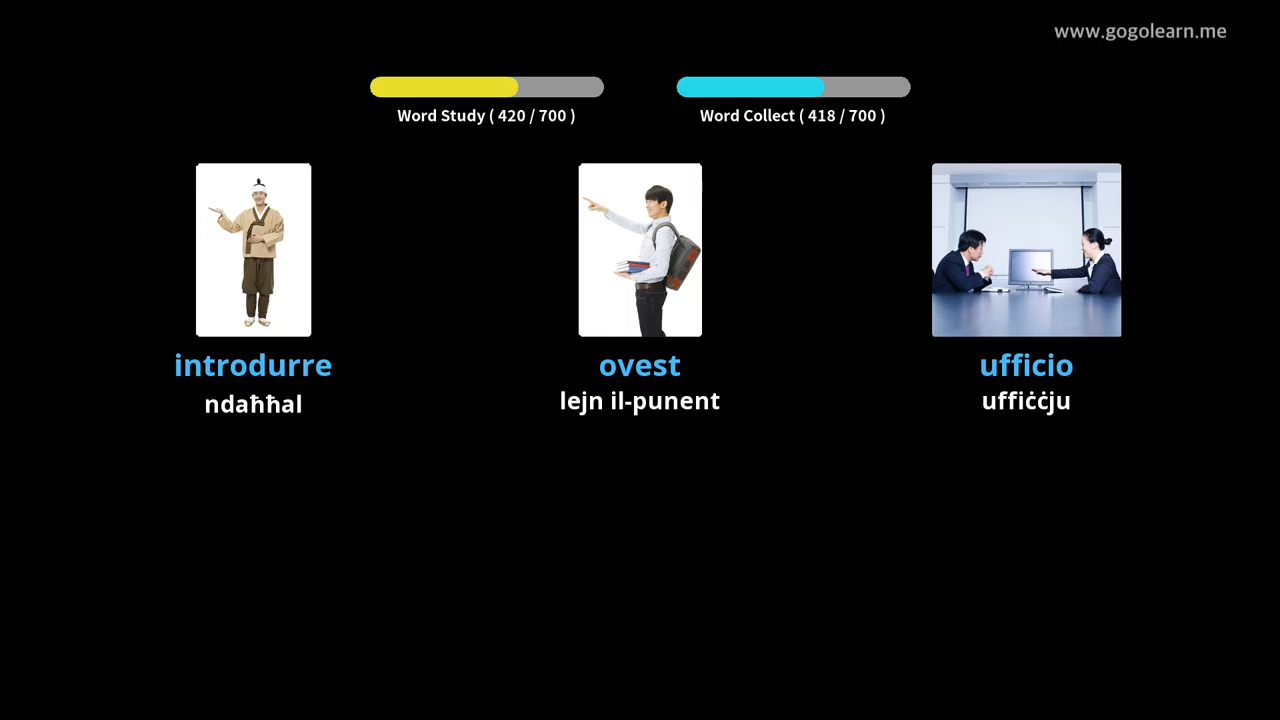 www.gogolearn.me
Word Study ( 420 / 700 )
Word Collect ( 418 / 700 )
introdurre
ndaħħal
ovest
lejn il-punent
ufficio
uffiċċju